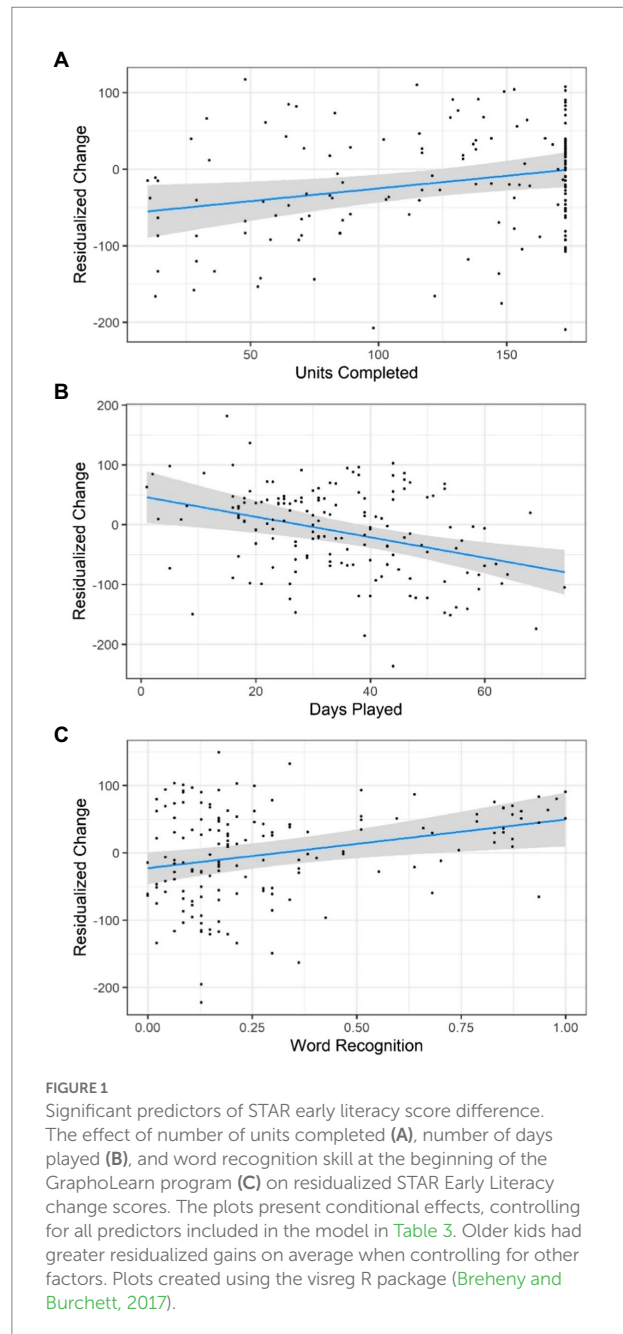 A
100
0
-100
-200
Residualized Change
50
100
150
Units Completed
B
200
100
0
-100
-200
Residualized Change
0
20
40
60
Days Played
C
100
0
-100
-200
Residualized Change
0.00
0.25
0.50
0.75
1.00
Word Recognition
FIGURE 1
Significant predictors of STAR early literacy score difference.
The effect of number of units completed (A), number of days
played (B), and word recognition skill at the beginning of the
GraphoLearn program (C) on residualized STAR Early Literacy
change scores. The plots present conditional effects, controlling
for all predictors included in the model in Table 3. Older kids had
greater residualized gains on average when controlling for other
factors. Plots created using the visreg R package (Breheny and
Burchett, 2017).